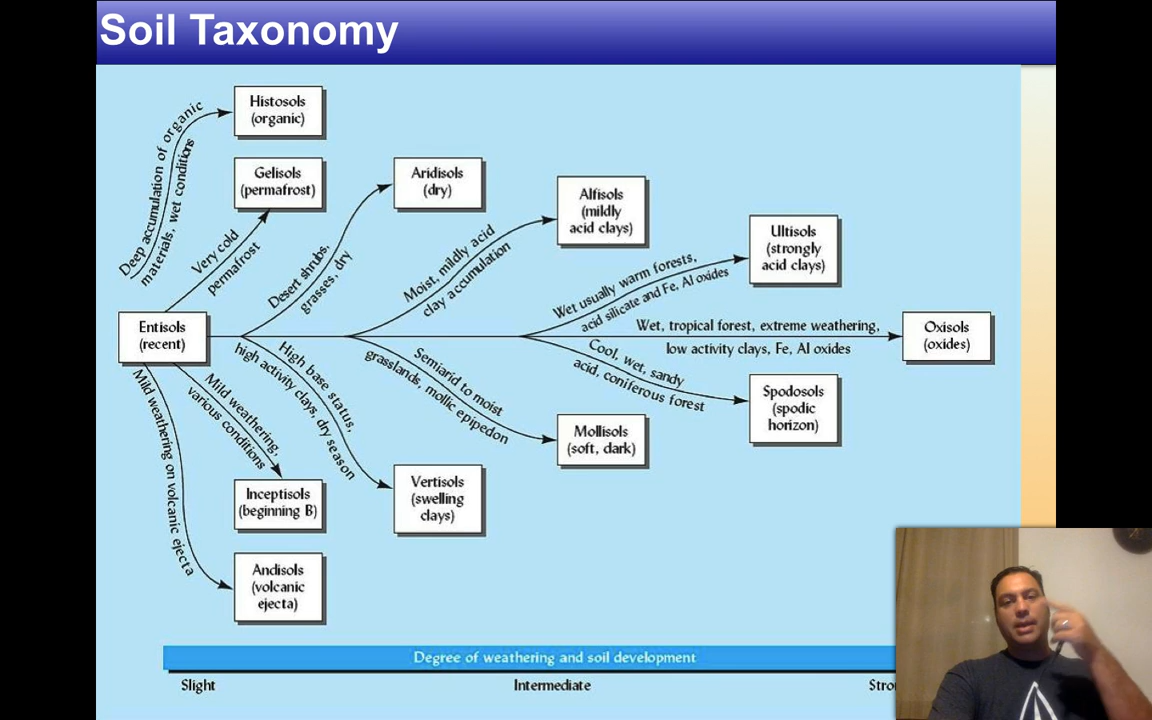 Soil Taxonomy
Histosols
(organic)
Deep accumulation of organic
materials, wet conditions
Gelisols
(permafrost)
Very cold
permafrost
Aridisols
(dry)
Desert shrubs,
grasses, dry
Alfisols
(mildly
acid clays)
Moist, mildly acid
clay accumulation
Ultisols
(strongly
acid clays)
Wet usually warm forests,
acid silicate and Fe, Al oxides
Entisols
(recent)
Wet, tropical forest, extreme weathering,
low activity clays, Fe, Al oxides
Oxisols
(oxides)
Cool, wet, sandy
acid, coniferous forest
Spodosols
(spodic
horizon)
Semiarid to moist
grasslands, mollic epipedon
Mollisols
(soft, dark)
High base status,
high activity clays, dry season
Vertisols
(swelling
clays)
Mild weathering,
various conditions
Inceptisols
(beginning B)
Mild weathering on volcanic ejecta
Andisols
(volcanic
ejecta)
Degree of weathering and soil development
Slight
Intermediate